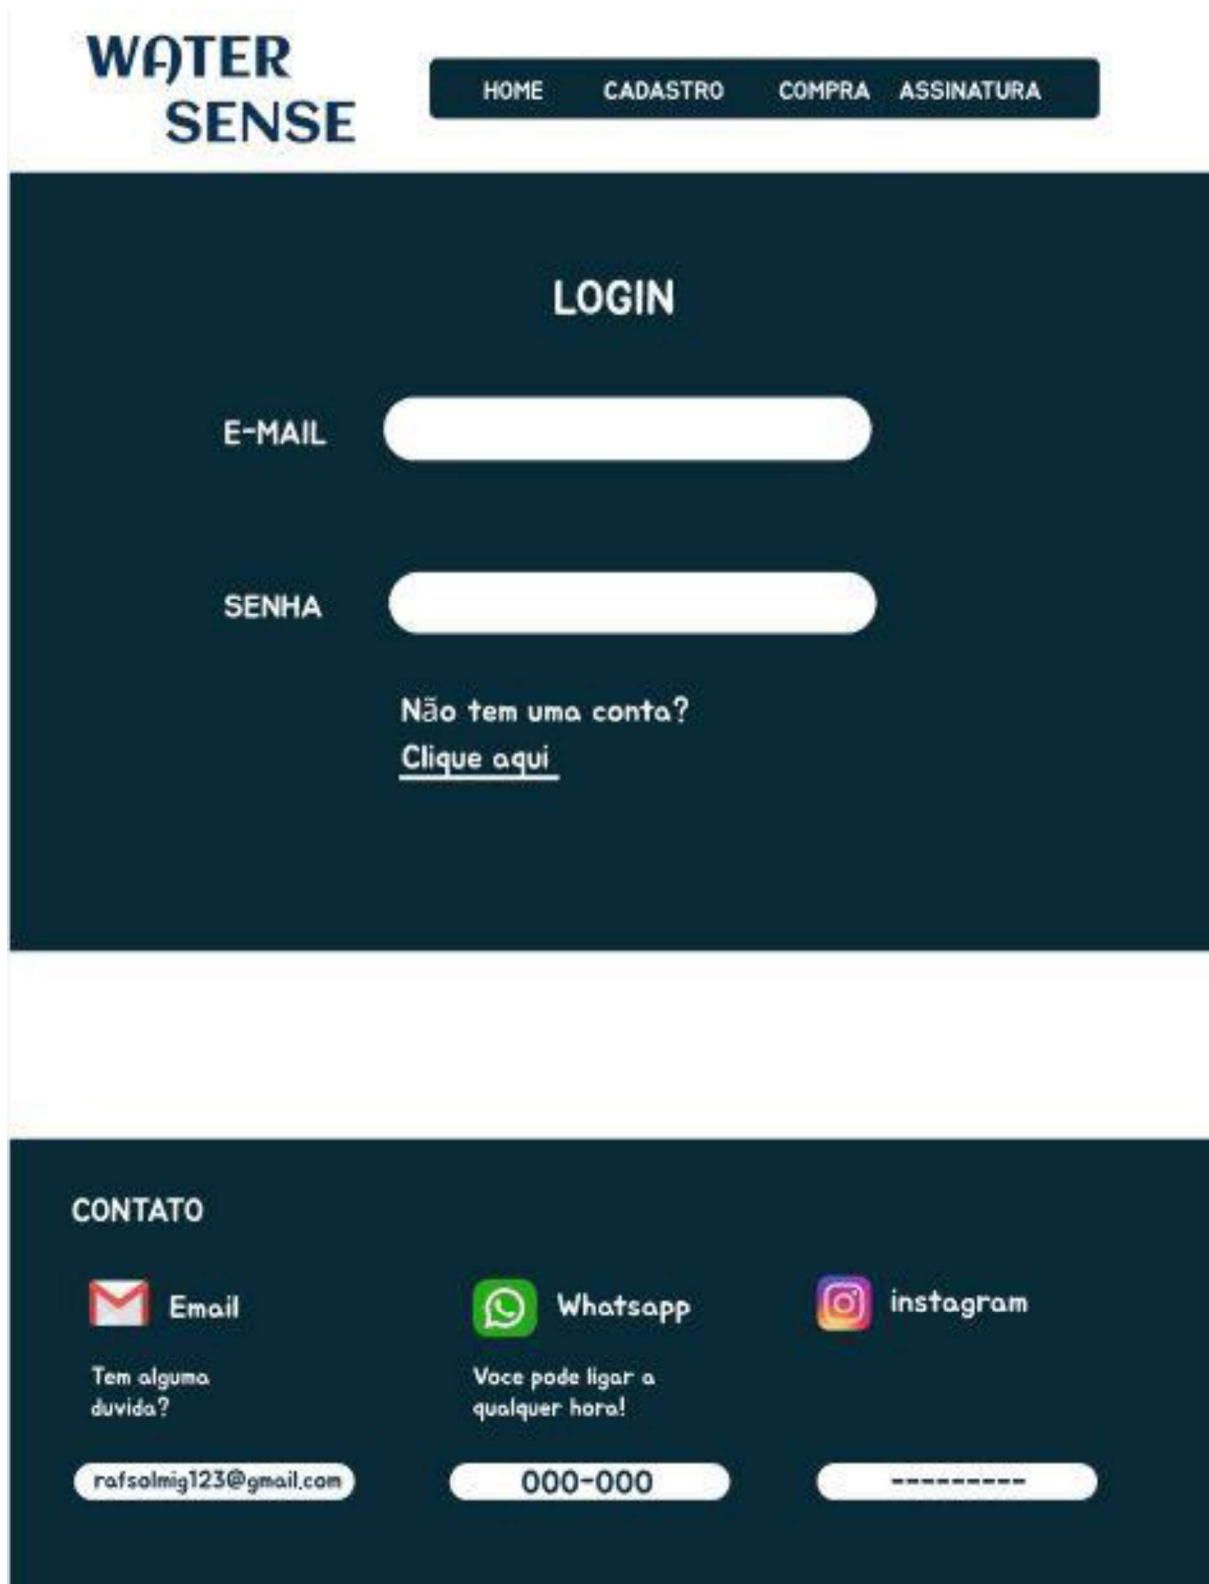 WATER
SENSE
HOME CADASTRO COMPRA ASSINATURA
LOGIN
E-MAIL
SENHA
Não tem uma conta?
Clique aqui
CONTATO
Email
Whatsapp
instagram
Tem alguma
duvida?
Voce pode ligar a
qualquer hora!
rafsolmig123@gmail.com
000-000
---------